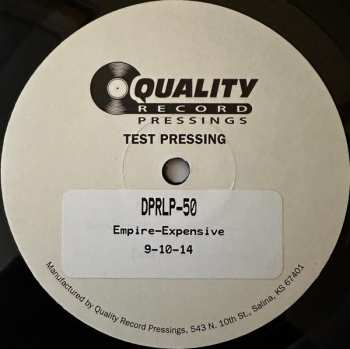 QUALITY
RECORD
PRESSINGS
TEST PRESSING
DPRLP-50
Empire-Expensive
9-10-14
Manufactured by Quality Record Pressings, 543 N. 10th St., Salina, KS 67401